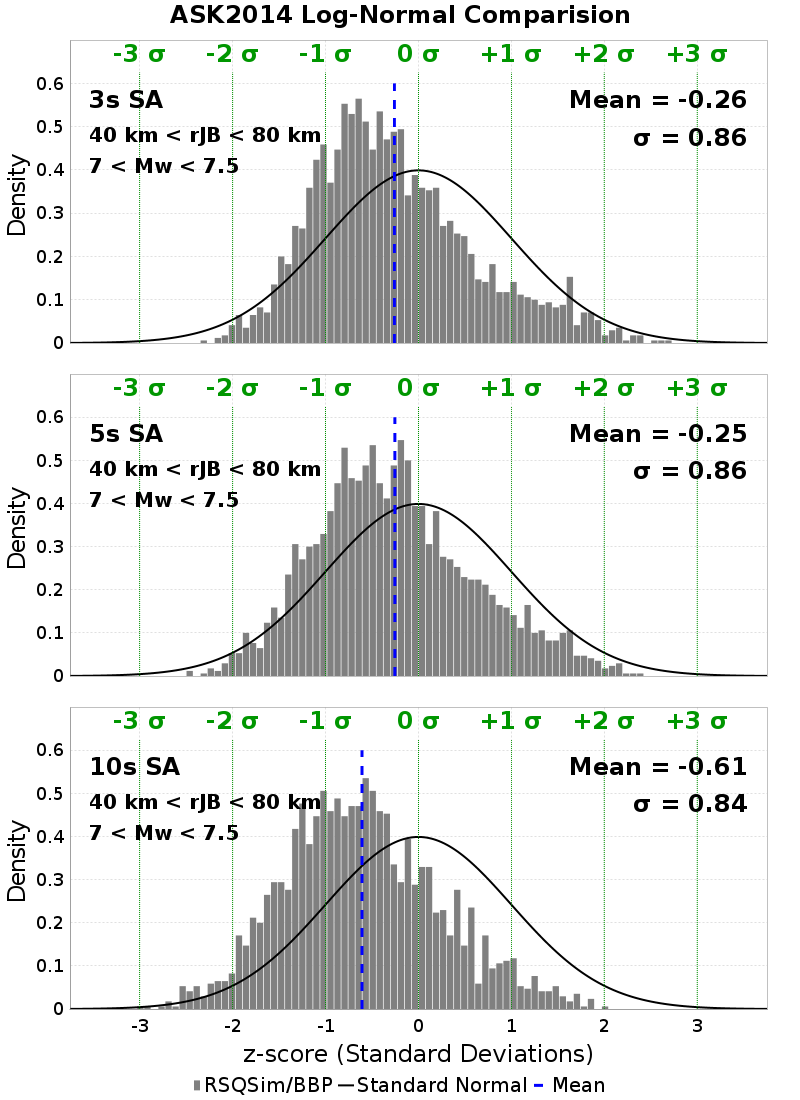 ASK2014 Log-Normal Comparision
-3 σ -2 σ -1 σ 0 σ +1 σ +2 σ +3 σ
3s SA
40 km < rJB < 80 km
7 < Mw < 7.5
Mean = -0.26
σ = 0.86
Density
0.6
0.5
0.4
0.3
0.2
0.1
0
-3 σ -2 σ -1 σ 0 σ +1 σ +2 σ +3 σ
5s SA
40 km < rJB < 80 km
7 < Mw < 7.5
Mean = -0.25
σ = 0.86
Density
0.6
0.5
0.4
0.3
0.2
0.1
0
-3 σ -2 σ -1 σ 0 σ +1 σ +2 σ +3 σ
10s SA
40 km < rJB < 80 km
7 < Mw < 7.5
Mean = -0.61
σ = 0.84
Density
0.6
0.5
0.4
0.3
0.2
0.1
0
-3 -2 -1 0 1 2 3
z-score (Standard Deviations)
RSQSim/BBP Standard Normal Mean